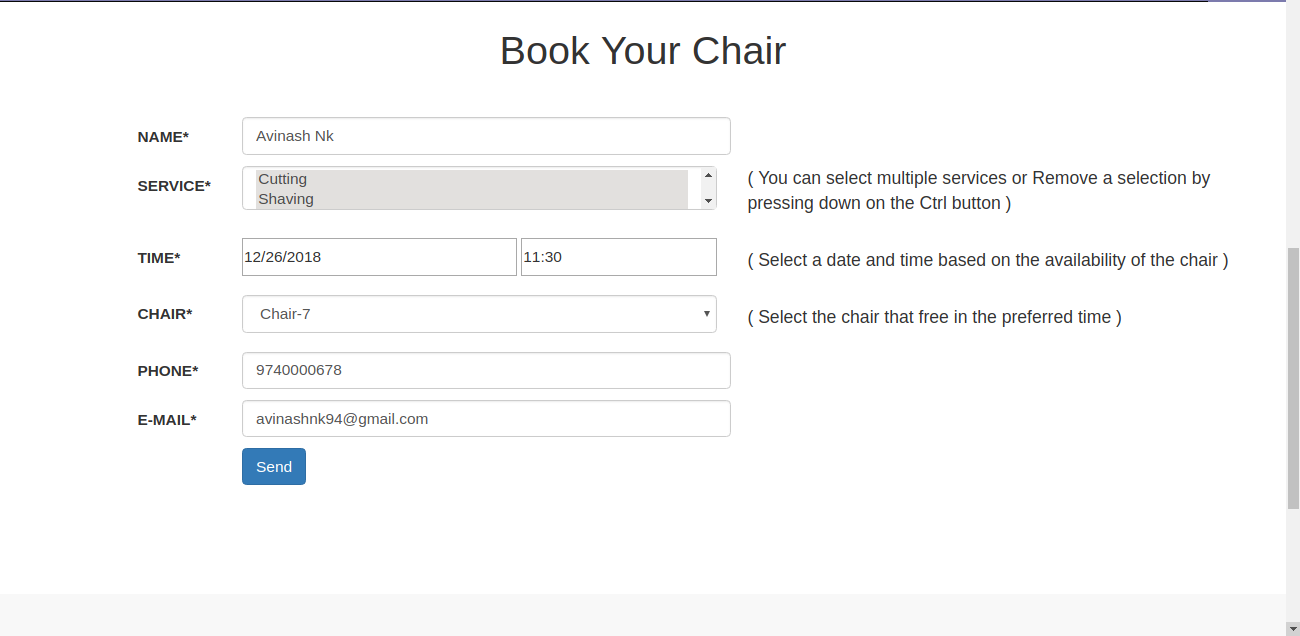 Book Your Chair
NAME*
Avinash Nk
SERVICE*
Cutting
Shaving
( You can select multiple services or Remove a selection by
pressing down on the Ctrl button )
TIME*
12/26/2018
11:30
( Select a date and time based on the availability of the chair )
CHAIR*
Chair-7
( Select the chair that free in the preferred time )
PHONE*
9740000678
E-MAIL*
avinashnk94@gmail.com
Send